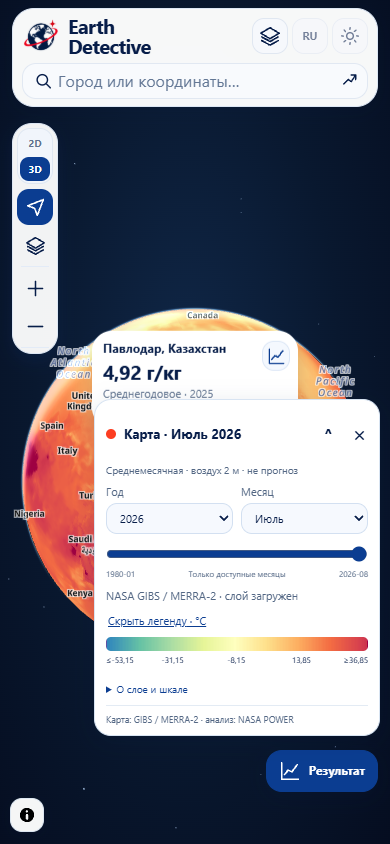 Earth
Detective
RU
Город или координаты...
2D
3D
Canada
North
Atlantic
Ocean
North
Pacific
Ocean
Павлодар, Казахстан
4,92 г/кг
Среднегодовое · 2025
Spain
Italy
Nigeria
Kenya
Карта · Июль 2026
^
Среднемесячная · воздух 2 м · не прогноз
Год
Месяц
2026
Июль
1980-01
Только доступные месяцы
2026-08
NASA GIBS / MERRA-2 · слой загружен
Скрыть легенду · °C
≤-53,15
-31,15
-8,15
13,85
≥36,85
О слое и шкале
Карта: GIBS / MERRA-2 · анализ: NASA POWER
Результат